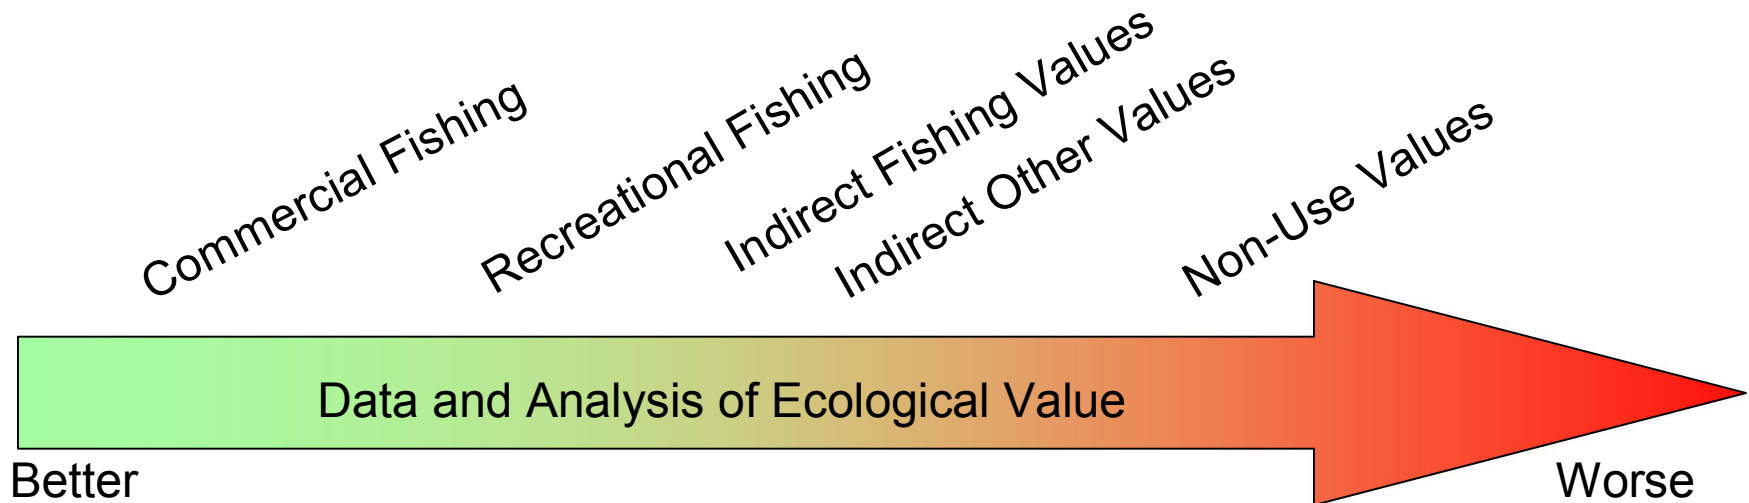 Commercial Fishing
Recreational Fishing
Indirect Fishing Values
Indirect Other Values
Non-Use Values
Data and Analysis of Ecological Value
Better
Worse